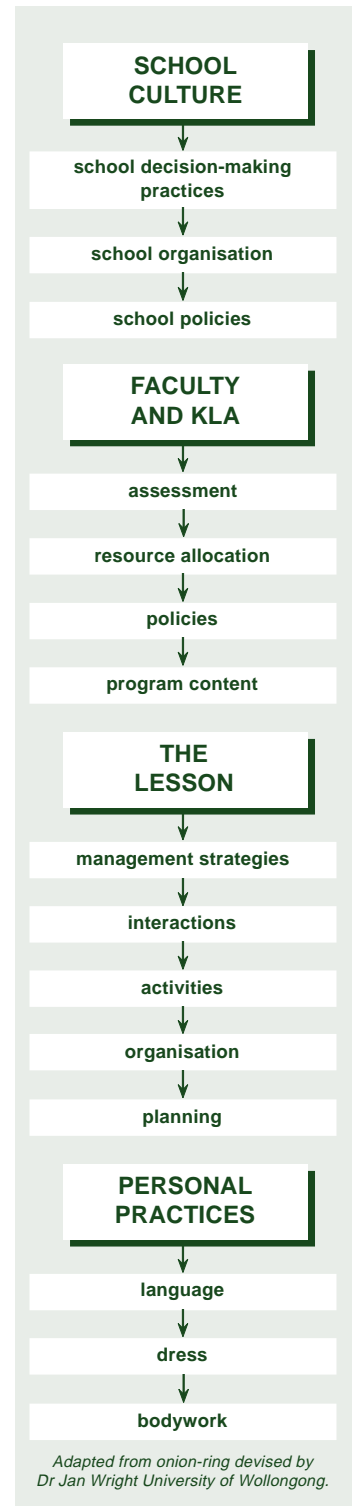 SCHOOL
CULTURE
school decision-making
practices
school organisation
school policies
FACULTY
AND KLA
assessment
resource allocation
policies
program content
THE
LESSON
management strategies
interactions
activities
organisation
planning
PERSONAL
PRACTICES
language
dress
bodywork
Adapted from onion-ring devised by
Dr Jan Wright University of Wollongong.